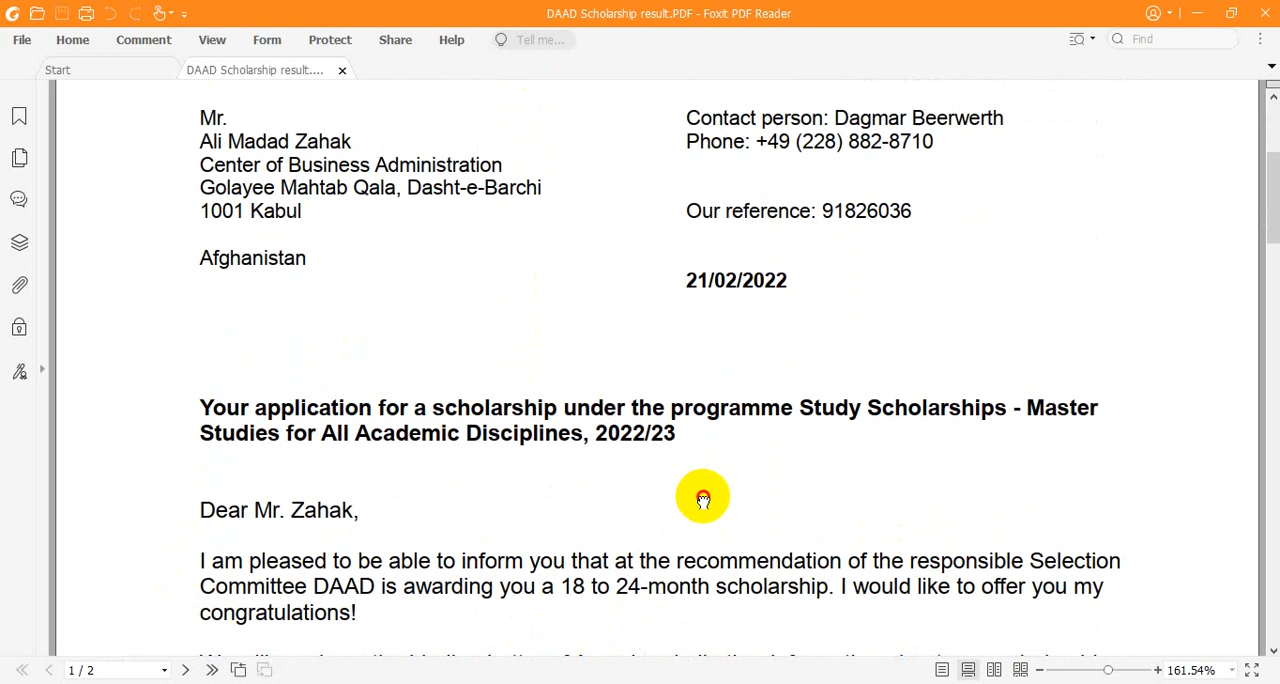 DAAD Scholarship result.PDF - Foxit PDF Reader
File Home Comment View Form Protect Share Help Tell me... Find
Start DAAD Scholarship result....
Mr.
Ali Madad Zahak
Center of Business Administration
Golayee Mahtab Qala, Dasht-e-Barchi
1001 Kabul
Afghanistan
Contact person: Dagmar Beerwerth
Phone: +49 (228) 882-8710
Our reference: 91826036
21/02/2022
Your application for a scholarship under the programme Study Scholarships - Master
Studies for All Academic Disciplines, 2022/23
Dear Mr. Zahak,
I am pleased to be able to inform you that at the recommendation of the responsible Selection
Committee DAAD is awarding you a 18 to 24-month scholarship. I would like to offer you my
congratulations!
1 / 2 161.54%